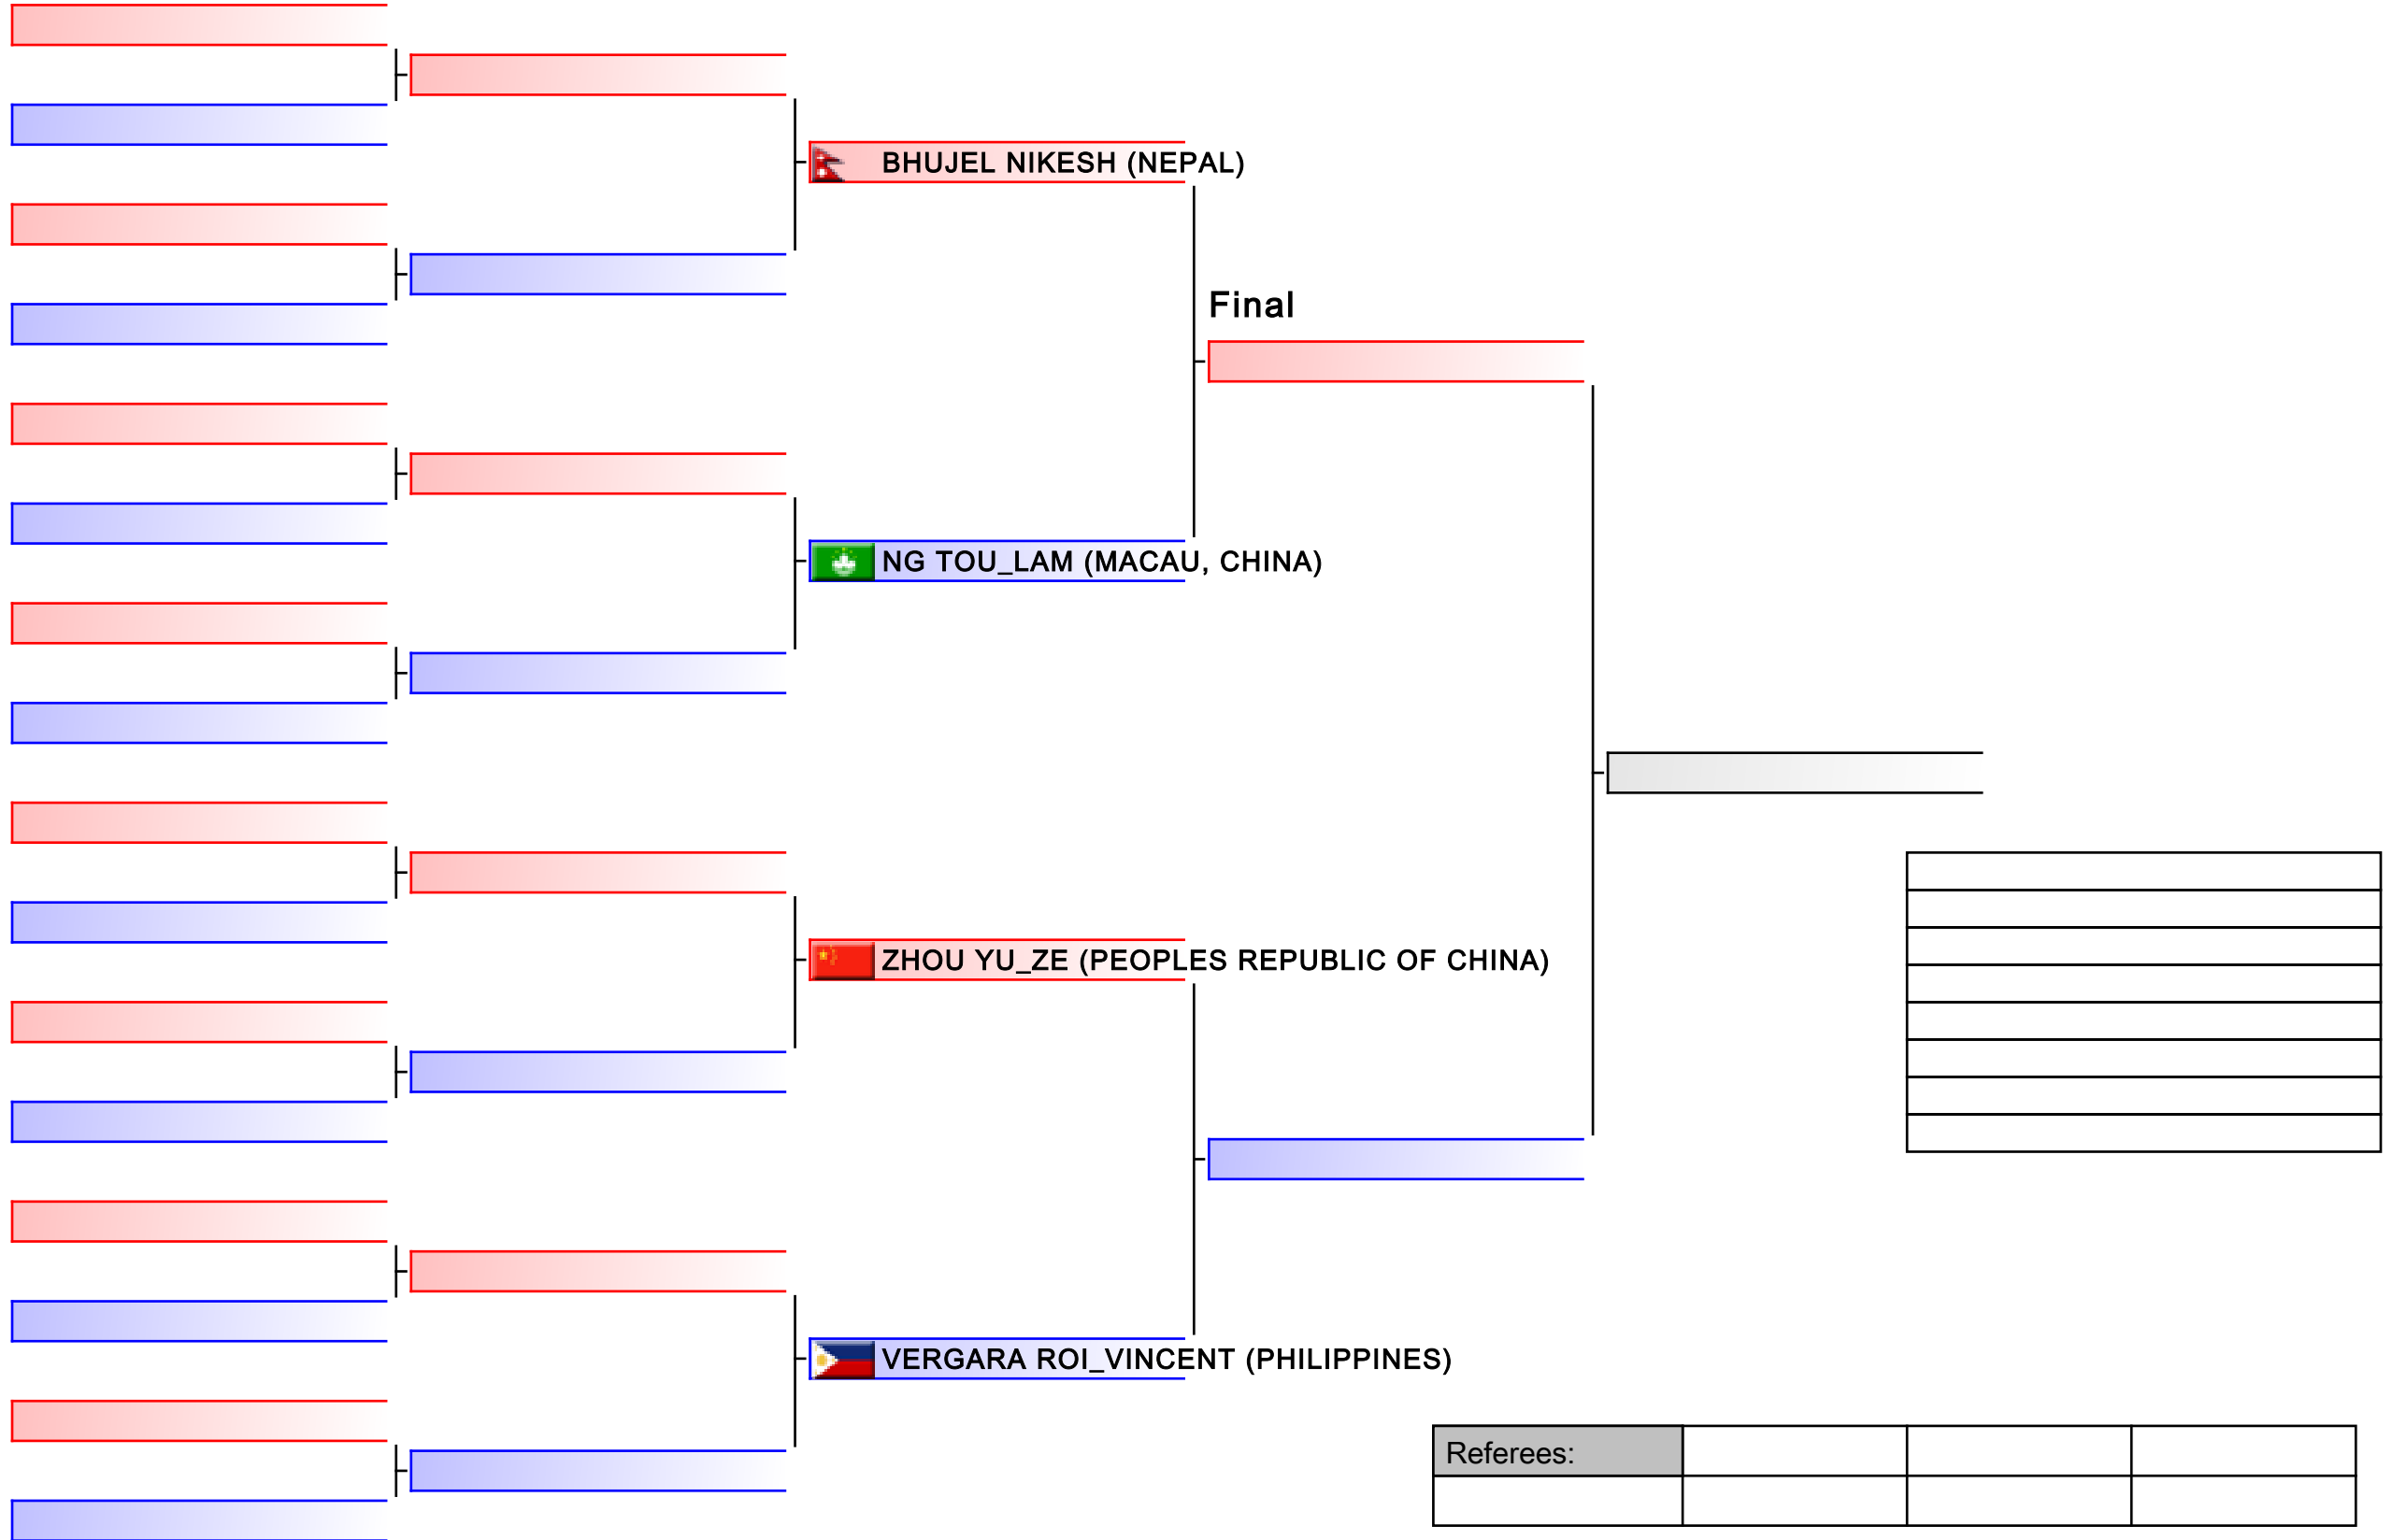 BHUJEL NIKESH (NEPAL)
Final
NG TOU_LAM (MACAU, CHINA)
ZHOU YU_ZE (PEOPLES REPUBLIC OF CHINA)
VERGARA ROI_VINCENT (PHILIPPINES)
Referees: